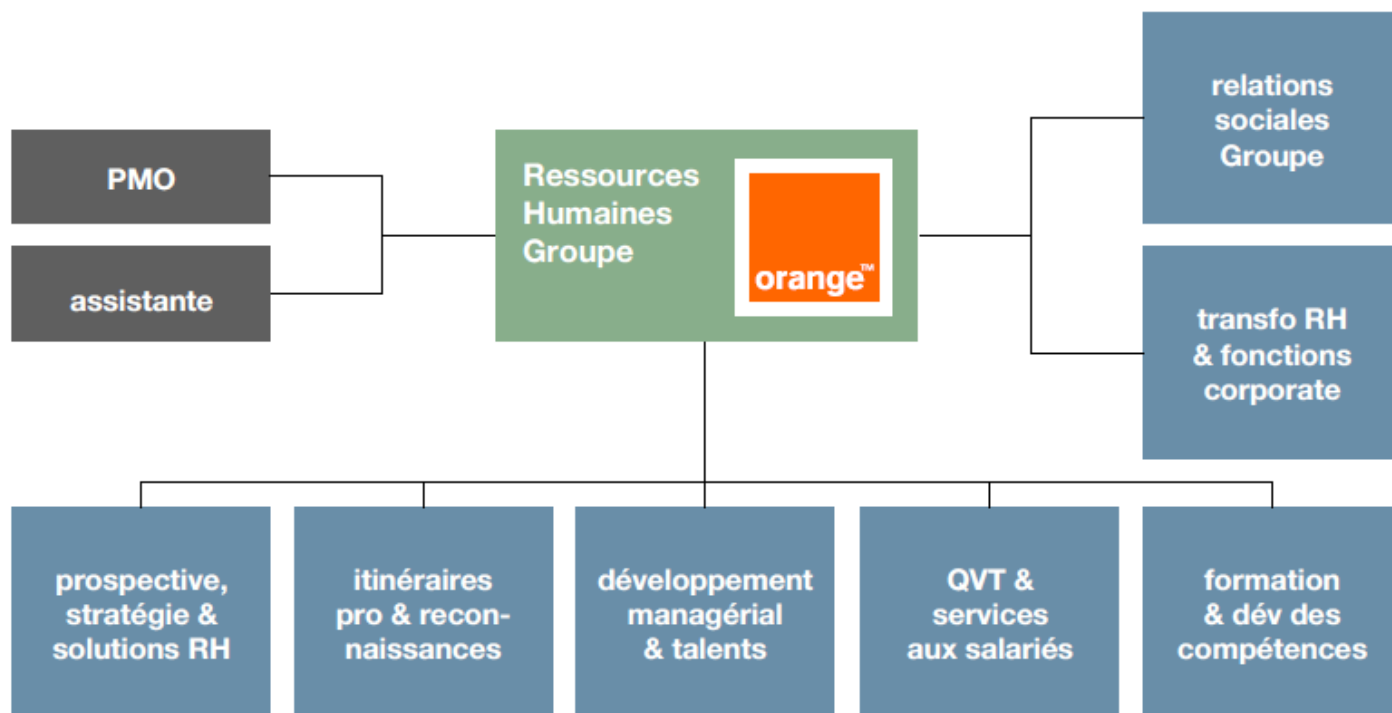 relations
sociales
Groupe
PMO
assistante
Ressources
Humaines
Groupe
orange™
transfo RH
& fonctions
corporate
prospective,
stratégie &
solutions RH
itinéraires
pro & recon-
naissances
développement
managérial
& talents
QVT &
services
aux salariés
formation
& dév des
compétences